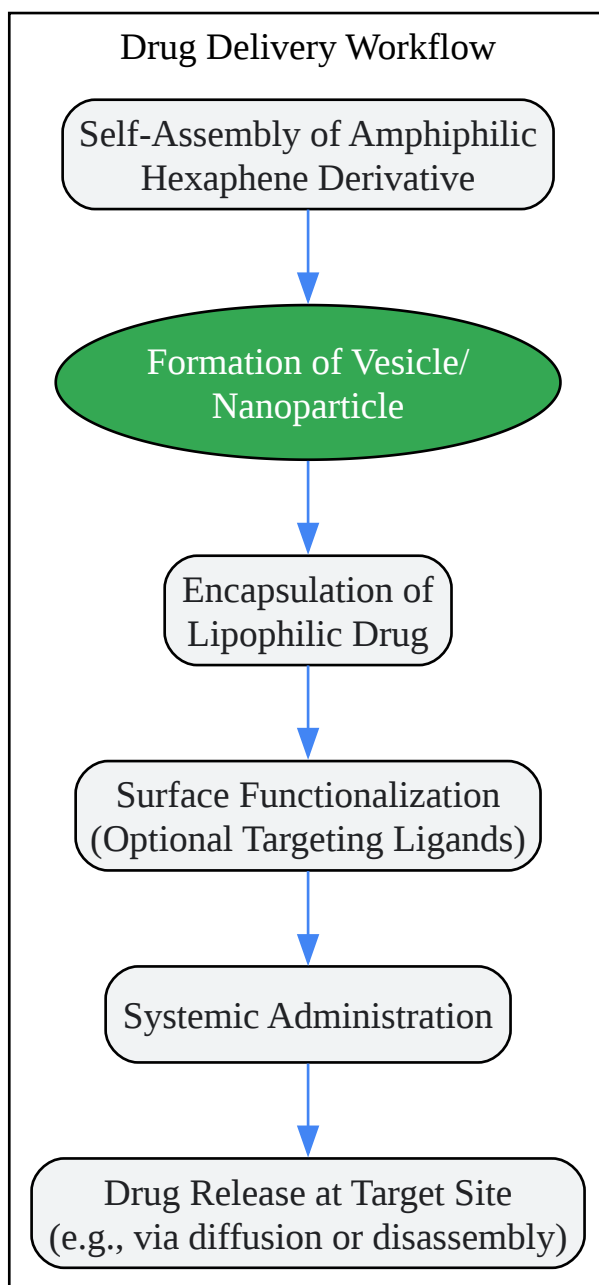 Drug Delivery Workflow
Self-Assembly of Amphiphilic
Hexaphene Derivative
Formation of Vesicle/
Nanoparticle
Encapsulation of
Lipophilic Drug
Surface Functionalization
(Optional Targeting Ligands)
Systemic Administration
Drug Release at Target Site
(e.g., via diffusion or disassembly)